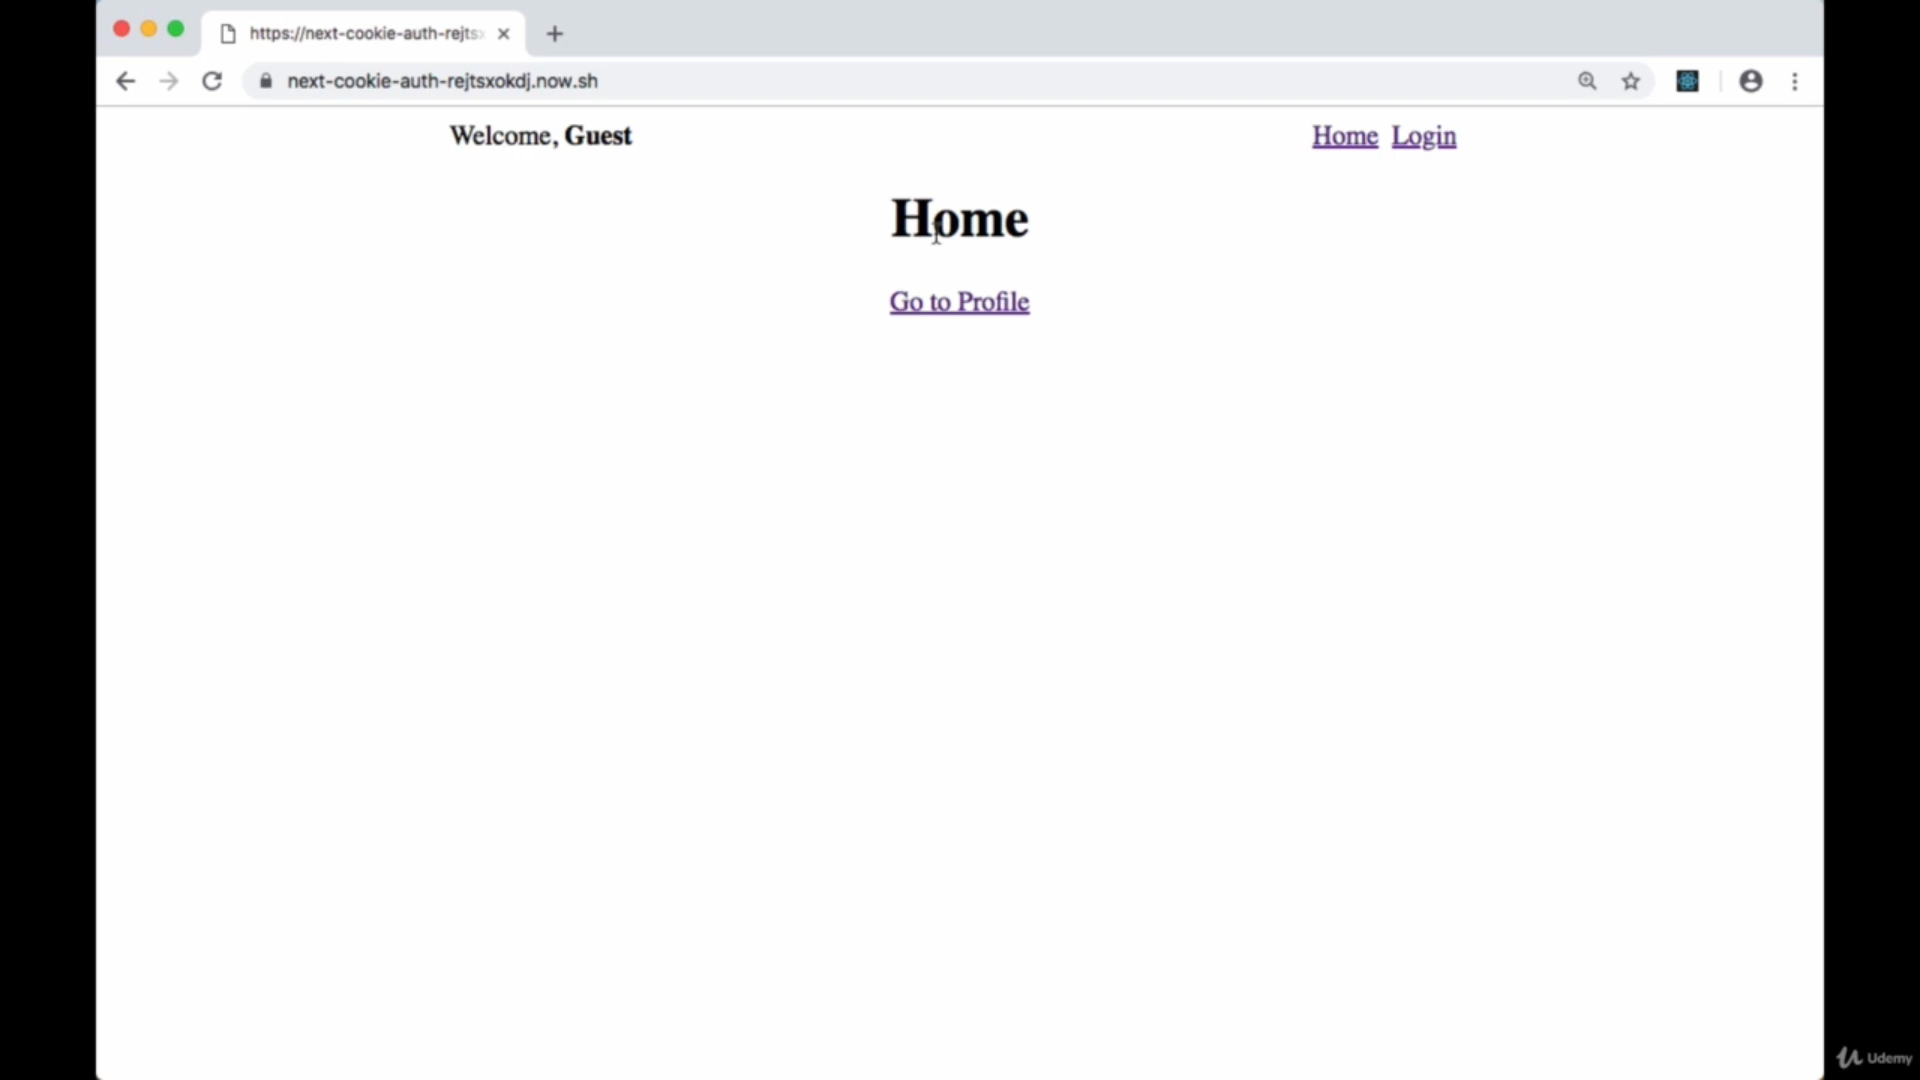 https://next-cookie-auth-rejts
next-cookie-auth-rejtsxokdj.now.sh
Welcome, Guest
Home Login
Home
Go to Profile
Udemy